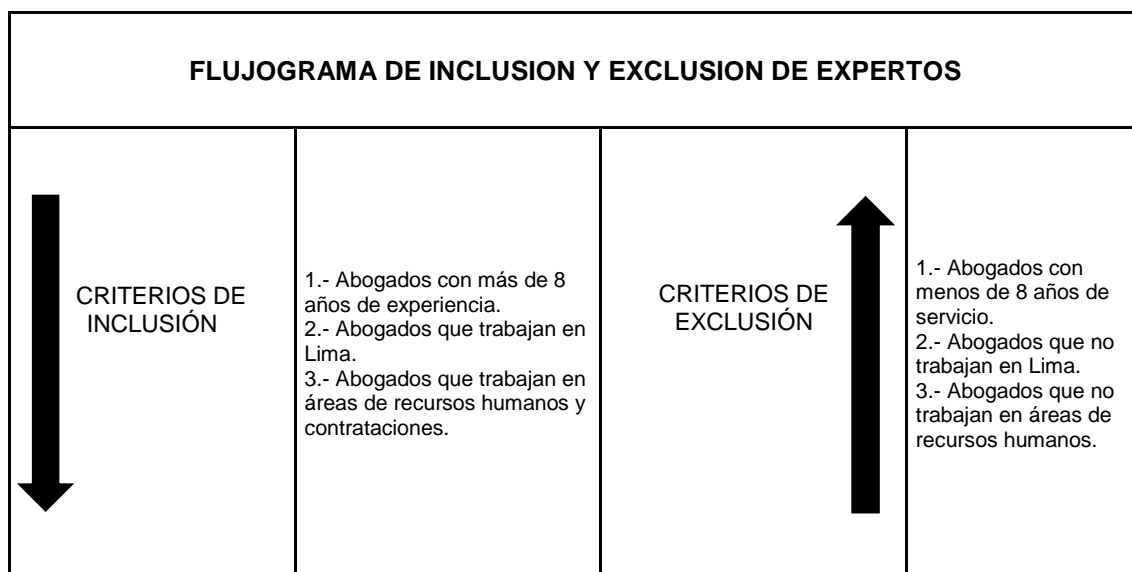 FLUJOGRAMA DE INCLUSION Y EXCLUSION DE EXPERTOS
CRITERIOS DE
INCLUSIÓN
1.- Abogados con más de 8
años de experiencia.
2.- Abogados que trabajan en
Lima.
3.- Abogados que trabajan en
áreas de recursos humanos y
contrataciones.
CRITERIOS DE
EXCLUSIÓN
1.- Abogados con
menos de 8 años de
servicio.
2.- Abogados que no
trabajan en Lima.
3.- Abogados que no
trabajan en áreas de
recursos humanos.